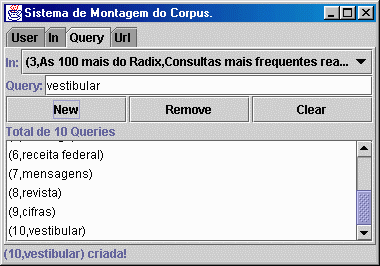 Sistema de Montagem do Corpus.
User In Query Url
In: (3,As 100 mais do Radix,Consultas mais frequentes rea...
Query: vestibular
New Remove Clear
Total de 10 Queries
(6,receita federal)
(7,mensagens)
(8,revista)
(9,cifras)
(10,vestibular)
(10,vestibular) criada!